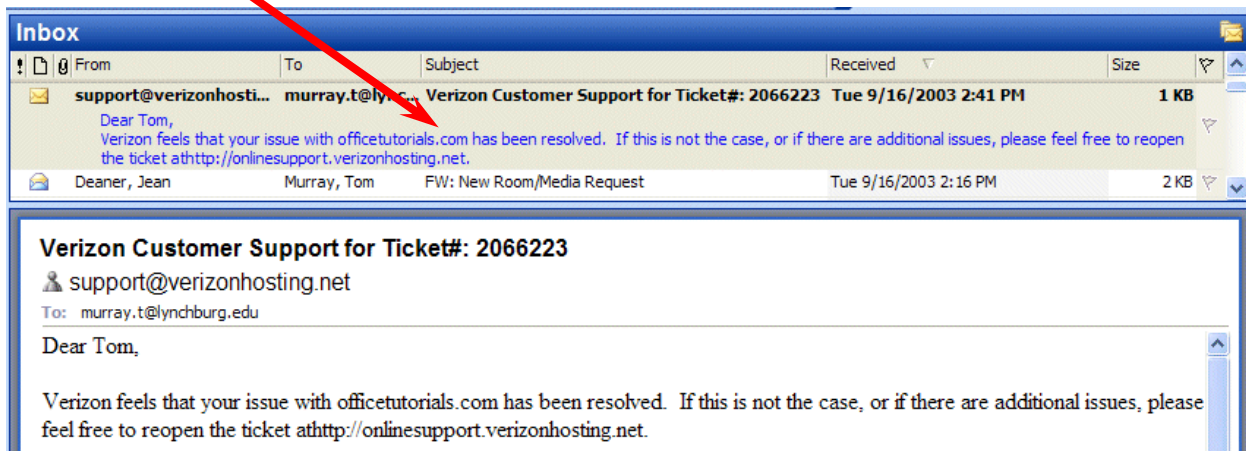 Inbox
! From To Subject Received Size
support@verizonhosti... murray.t@lync... Verizon Customer Support for Ticket#: 2066223 Tue 9/16/2003 2:41 PM 1 KB
Dear Tom,
Verizon feels that your issue with officetutorials.com has been resolved. If this is not the case, or if there are additional issues, please feel free to reopen
the ticket athttp://onlinesupport.verizonhosting.net.
Deaner, Jean Murray, Tom FW: New Room/Media Request Tue 9/16/2003 2:16 PM 2 KB
Verizon Customer Support for Ticket#: 2066223
support@verizonhosting.net
To: murray.t@lynchburg.edu
Dear Tom,
Verizon feels that your issue with officetutorials.com has been resolved. If this is not the case, or if there are additional issues, please
feel free to reopen the ticket athttp://onlinesupport.verizonhosting.net.